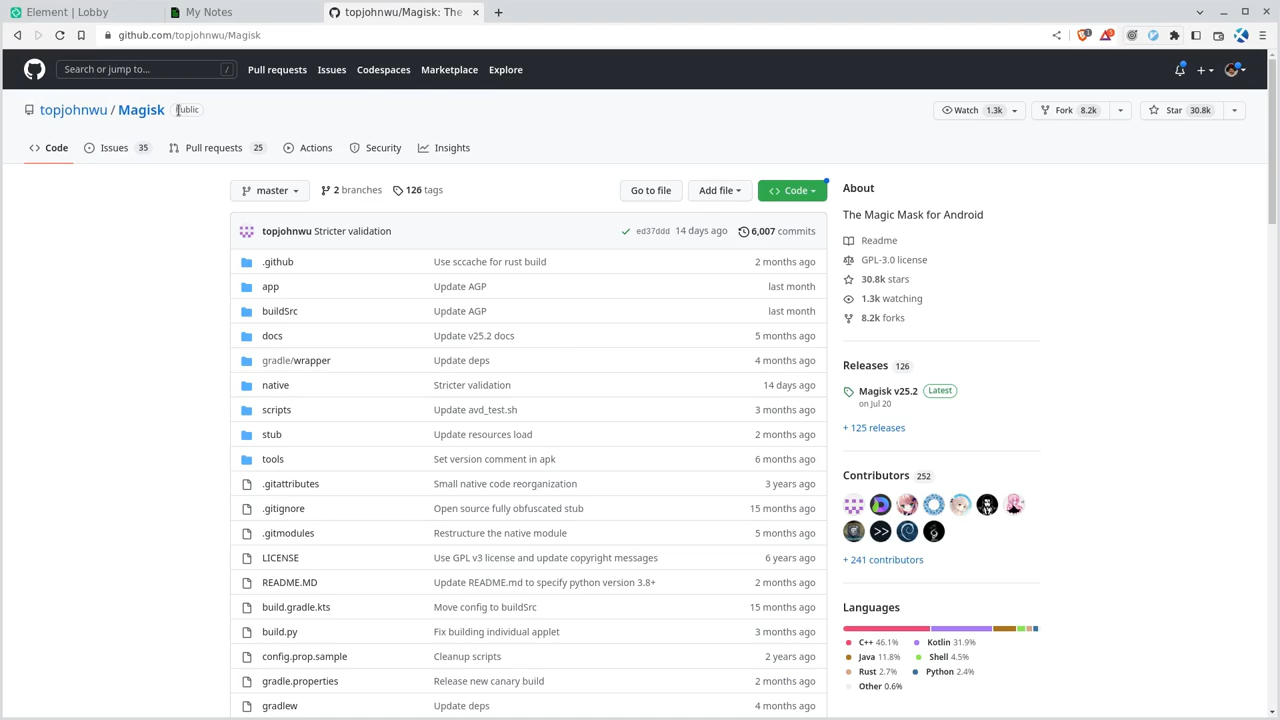 Element | Lobby
My Notes
topjohnwu/Magisk: The
github.com/topjohnwu/Magisk
Search or jump to... /
Pull requests Issues Codespaces Marketplace Explore
topjohnwu / Magisk Public
Watch 1.3k
Fork 8.2k
Star 30.8k
Code
Issues 35
Pull requests 25
Actions
Security
Insights
master
2 branches
126 tags
Go to file
Add file
Code
topjohnwu Stricter validation ed37ddd 14 days ago 6,007 commits
.github Use sccache for rust build 2 months ago
app Update AGP last month
buildSrc Update AGP last month
docs Update v25.2 docs 5 months ago
gradle/wrapper Update deps 4 months ago
native Stricter validation 14 days ago
scripts Update avd_test.sh 3 months ago
stub Update resources load 2 months ago
tools Set version comment in apk 6 months ago
.gitattributes Small native code reorganization 3 years ago
.gitignore Open source fully obfuscated stub 15 months ago
.gitmodules Restructure the native module 5 months ago
LICENSE Use GPL v3 license and update copyright messages 6 years ago
README.MD Update README.md to specify python version 3.8+ 2 months ago
build.gradle.kts Move config to buildSrc 15 months ago
build.py Fix building individual applet 3 months ago
config.prop.sample Cleanup scripts 2 years ago
gradle.properties Release new canary build 2 months ago
gradlew Update deps 4 months ago
About
The Magic Mask for Android
Readme
GPL-3.0 license
30.8k stars
1.3k watching
8.2k forks
Releases 126
Magisk v25.2 Latest
on Jul 20
+ 125 releases
Contributors 252
+ 241 contributors
Languages
C++ 46.1% Kotlin 31.9%
Java 11.8% Shell 4.5%
Rust 2.7% Python 2.4%
Other 0.6%